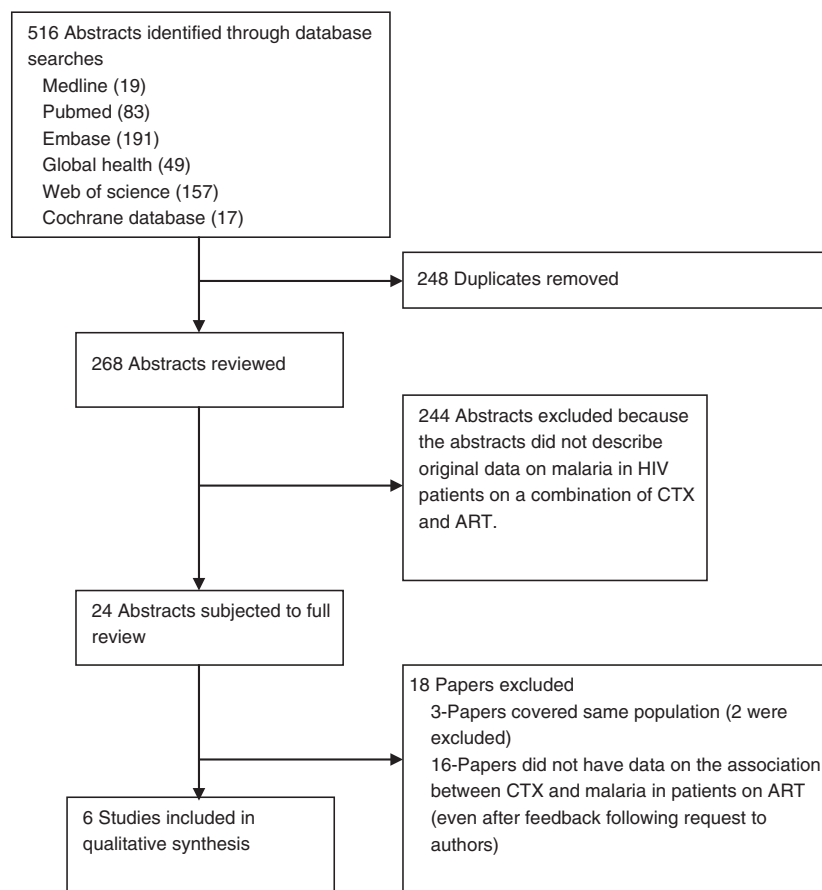 516 Abstracts identified through database
searches
Medline (19)
Pubmed (83)
Embase (191)
Global health (49)
Web of science (157)
Cochrane database (17)
248 Duplicates removed
268 Abstracts reviewed
244 Abstracts excluded because
the abstracts did not describe
original data on malaria in HIV
patients on a combination of CTX
and ART.
24 Abstracts subjected to full
review
18 Papers excluded
3-Papers covered same population (2 were
excluded)
16-Papers did not have data on the association
between CTX and malaria in patients on ART
(even after feedback following request to
authors)
6 Studies included in
qualitative synthesis